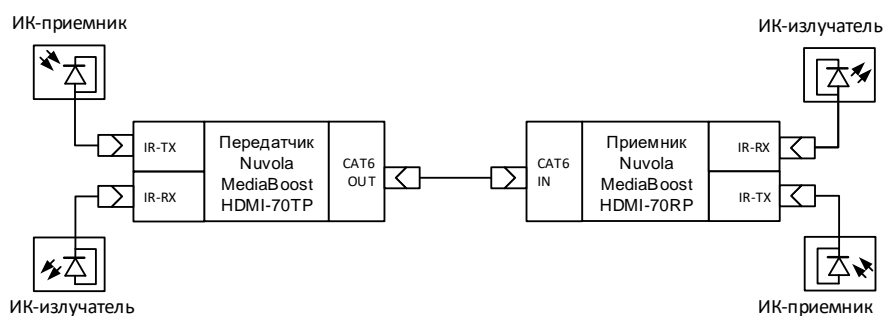 ИК-приемник
ИК-излучатель
IR-TX
IR-RX
Передатчик
Nuvola
MediaBoost
HDMI-70TP
CAT6
OUT
CAT6
IN
Приемник
Nuvola
MediaBoost
HDMI-70RP
IR-RX
IR-TX
ИК-излучатель
ИК-приемник